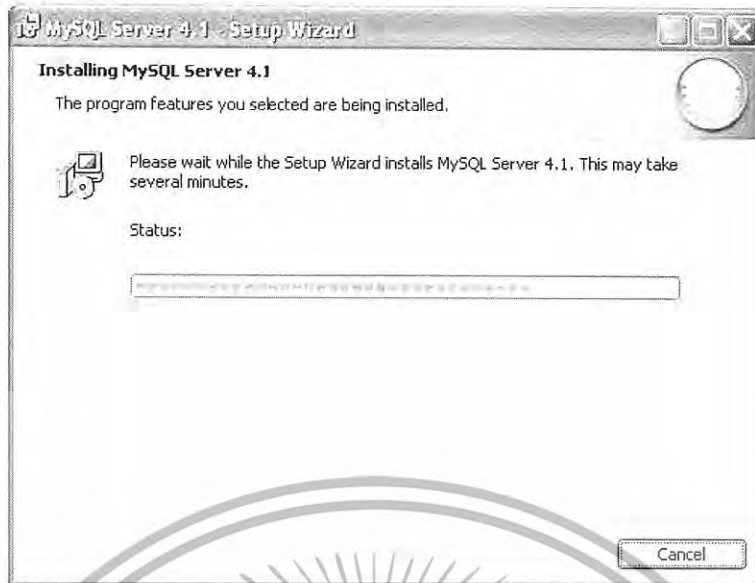 MySQL Server 4.1 - Setup Wizard
Installing MySQL Server 4.1
The program features you selected are being installed.
Please wait while the Setup Wizard installs MySQL Server 4.1. This may take
several minutes.
Status:
Cancel